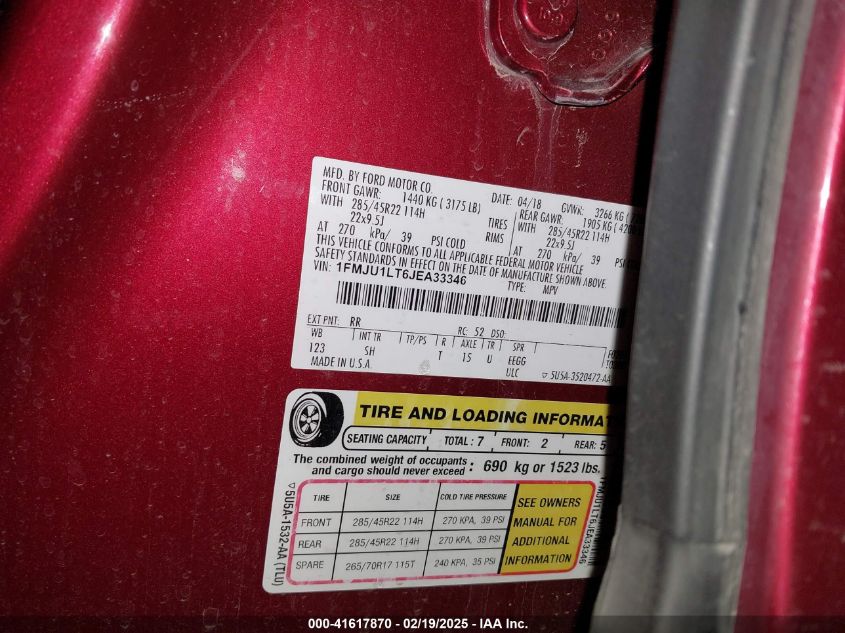 MFD. BY FORD MOTOR CO.
DATE: 04/18 GVWR: 3266 KG
FRONT GAWR: 1440 KG (3175 LB)
REAR GAWR: 1905 KG
WITH 285/45R22 114H TIRES WITH 285/45R22 114H
22x9.5J RIMS 22x9.5J
AT 270 kPa/ 39 PSI COLD AT 270 kPa/ 39
THIS VEHICLE CONFORMS TO ALL APPLICABLE FEDERAL MOTOR VEHICLE
SAFETY STANDARDS IN EFFECT ON THE DATE OF MANUFACTURE SHOWN ABOVE.
VIN: 1FMJU1LT6JEA33346
TYPE: MPV
EXT PNT: RR RC: 52 DSO:
WB INT TR TP/PS R AXLE TR SPR
123 SH T 15 U EEGG
MADE IN U.S.A. ULC
▽ 5U5A-3520472-AA
TIRE AND LOADING
SEATING CAPACITY TOTAL: 7 FRONT: 2 REAR: 5
The combined weight of occupants
and cargo should never exceed : 690 kg or 1523 lbs.
TIRE SIZE COLD TIRE PRESSURE
FRONT 285/45R22 114H 270 KPA, 39 PSI
REAR 285/45R22 114H 270 KPA, 39 PSI
SPARE 265/70R17 115T 240 KPA, 35 PSI
SEE OWNERS
MANUAL FOR
ADDITIONAL
INFORMATION
▽5U5A-1532-AA (TLU)
1FMJU1LT6JEA33346
000-41617870 - 02/19/2025 - IAA Inc.